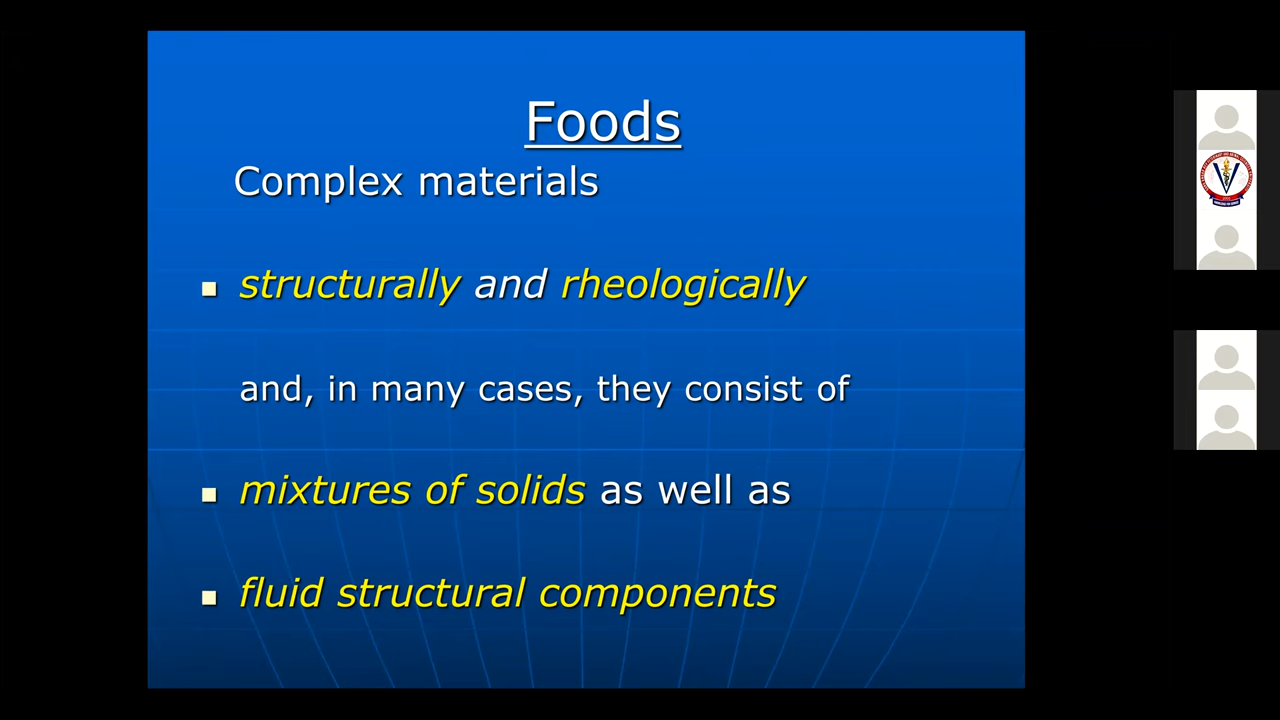 Foods
Complex materials
structurally and rheologically
and, in many cases, they consist of
mixtures of solids as well as
fluid structural components